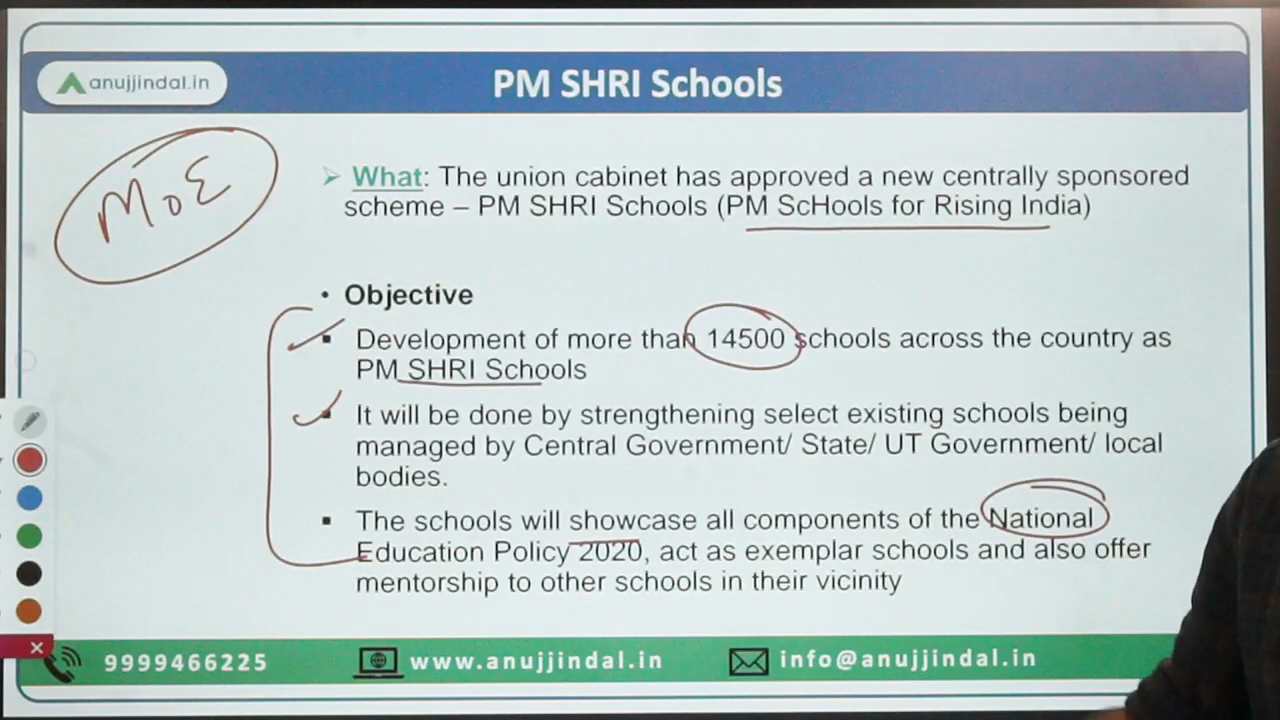 anujjindal.in
PM SHRI Schools
MoE
What: The union cabinet has approved a new centrally sponsored
scheme – PM SHRI Schools (PM ScHools for Rising India)
• Objective
▪ Development of more than 14500 schools across the country as
PM SHRI Schools
▪ It will be done by strengthening select existing schools being
managed by Central Government/ State/ UT Government/ local
bodies.
▪ The schools will showcase all components of the National
Education Policy 2020, act as exemplar schools and also offer
mentorship to other schools in their vicinity
9999466225
www.anujjindal.in
info@anujjindal.in